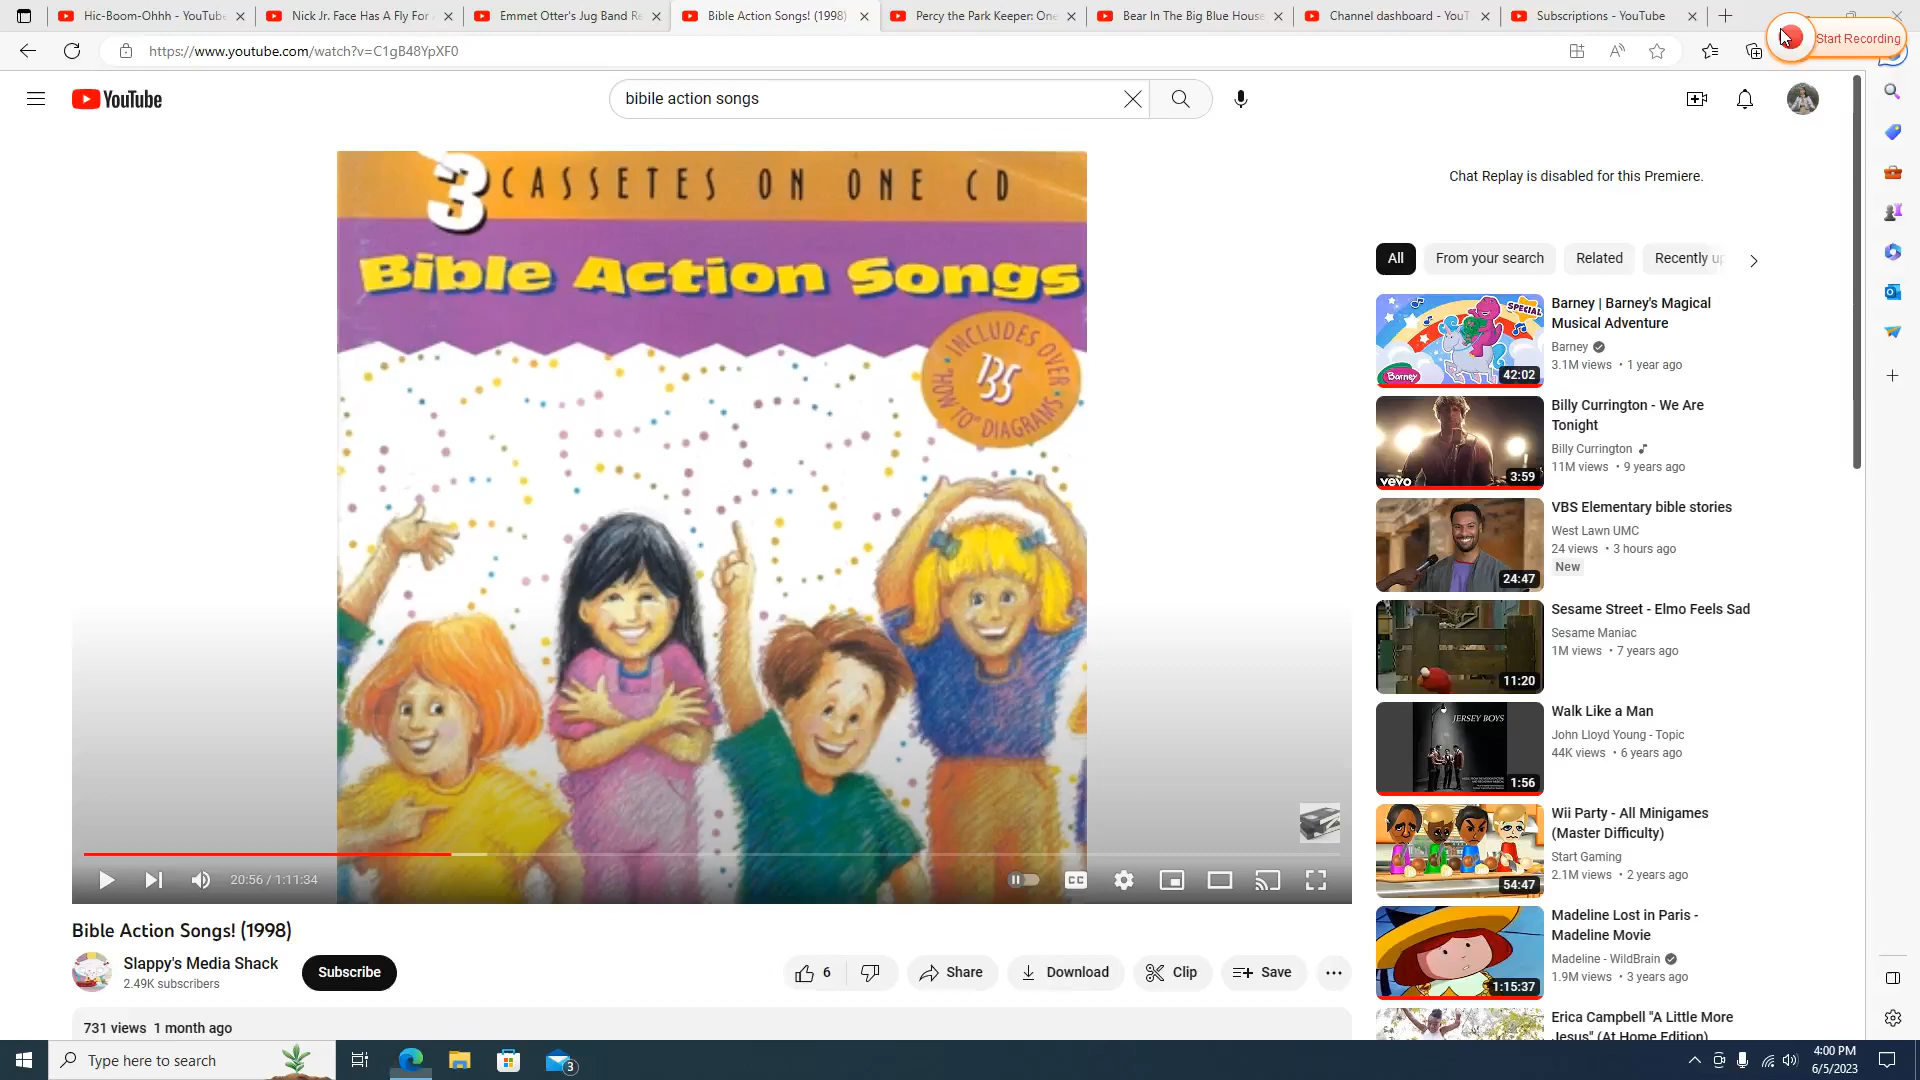 Hic-Boom-Ohhh - YouTube
Nick Jr. Face Has A Fly For
Emmet Otter's Jug Band Re
Bible Action Songs! (1998)
Percy the Park Keeper: One
Bear In The Big Blue House
Channel dashboard - YouT
Subscriptions - YouTube
Start Recording
https://www.youtube.com/watch?v=C1gB48YpXF0
YouTube
bibile action songs
3 CASSETES ON ONE CD
Bible Action Songs
INCLUDES OVER
135
"HOW TO" DIAGRAMS
20:56 / 1:11:34
CC
Bible Action Songs! (1998)
Slappy's Media Shack
2.49K subscribers
Subscribe
6
Share
Download
Clip
Save
731 views 1 month ago
Chat Replay is disabled for this Premiere.
All
From your search
Related
Recently up
SPECIAL
Barney
42:02
Barney | Barney's Magical
Musical Adventure
Barney
3.1M views • 1 year ago
vevo
3:59
Billy Currington - We Are
Tonight
Billy Currington
11M views • 9 years ago
24:47
VBS Elementary bible stories
West Lawn UMC
24 views • 3 hours ago
New
11:20
Sesame Street - Elmo Feels Sad
Sesame Maniac
1M views • 7 years ago
JERSEY BOYS
1:56
Walk Like a Man
John Lloyd Young - Topic
44K views • 6 years ago
54:47
Wii Party - All Minigames
(Master Difficulty)
Start Gaming
2.1M views • 2 years ago
1:15:37
Madeline Lost in Paris -
Madeline Movie
Madeline - WildBrain
1.9M views • 3 years ago
Erica Campbell "A Little More
Jesus" (At Home Edition)
Type here to search
3
4:00 PM
6/5/2023